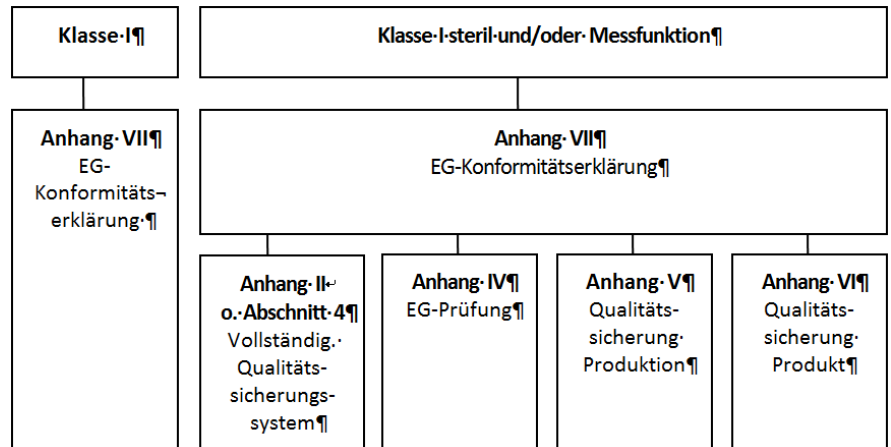 Klasse·I¶
Klasse·I·steril·und/oder·Messfunktion¶
Anhang·VII¶
EG-
Konformitäts¬
erklärung·¶
Anhang·VII¶
EG-Konformitätserklärung¶
Anhang·II↵
o.·Abschnitt·4¶
Vollständig.·
Qualitäts-
sicherungs-
system¶
Anhang·IV¶
EG-Prüfung¶
Anhang·V¶
Qualitäts-
sicherung·
Produktion¶
Anhang·VI¶
Qualitäts-
sicherung·
Produkt¶